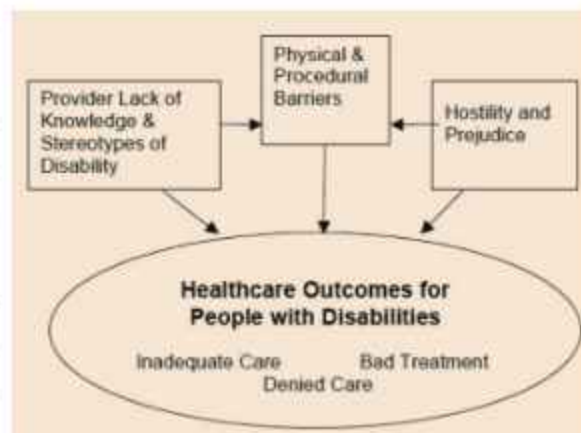 Provider Lack of
Knowledge &
Stereotypes of
Disability
Physical &
Procedural
Barriers
Hostility and
Prejudice
Healthcare Outcomes for
People with Disabilities
Inadequate Care Bad Treatment
Denied Care